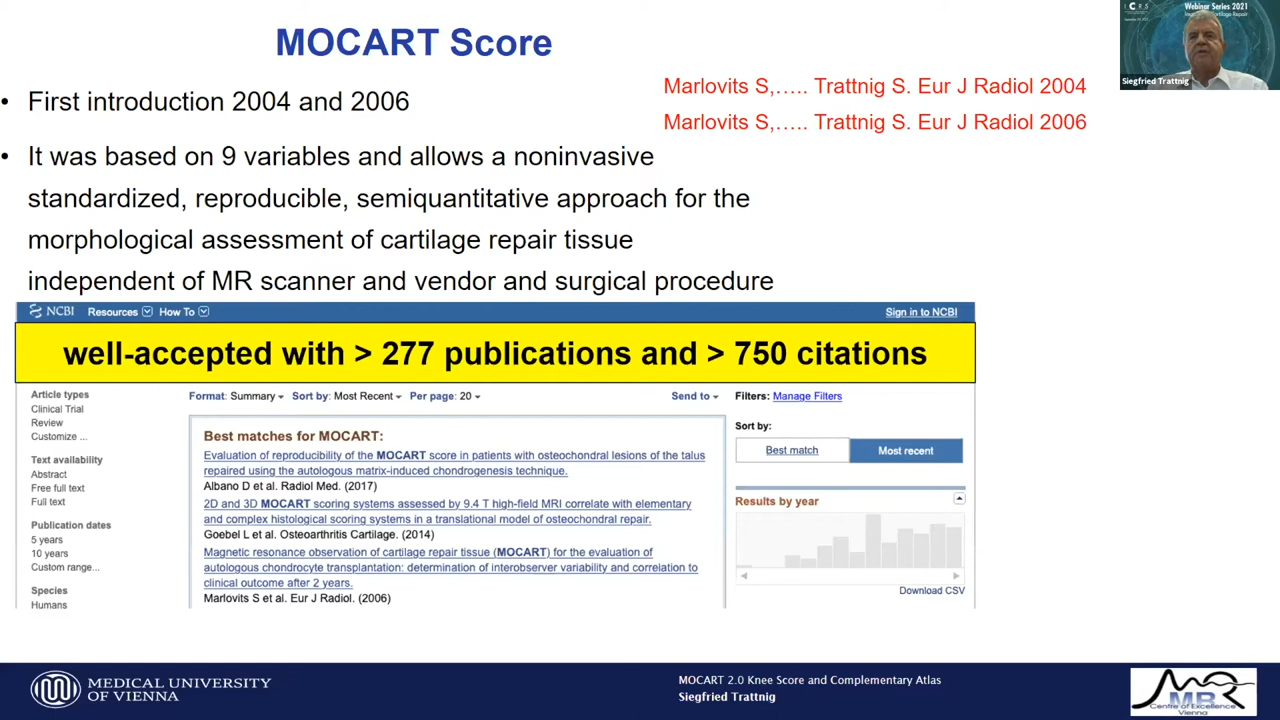 MOCART Score
ICRS
Webinar Series 2021
Cartilage Repair
Siegfried Trattnig
• First introduction 2004 and 2006
Marlovits S,….. Trattnig S. Eur J Radiol 2004
Marlovits S,….. Trattnig S. Eur J Radiol 2006
• It was based on 9 variables and allows a noninvasive
standardized, reproducible, semiquantitative approach for the
morphological assessment of cartilage repair tissue
independent of MR scanner and vendor and surgical procedure
NCBI Resources How To Sign in to NCBI
well-accepted with > 277 publications and > 750 citations
Article types
Clinical Trial
Review
Customize ...
Text availability
Abstract
Free full text
Full text
Publication dates
5 years
10 years
Custom range...
Species
Humans
Format: Summary Sort by: Most Recent Per page: 20 Send to
Best matches for MOCART:
Evaluation of reproducibility of the MOCART score in patients with osteochondral lesions of the talus
repaired using the autologous matrix-induced chondrogenesis technique.
Albano D et al. Radiol Med. (2017)
2D and 3D MOCART scoring systems assessed by 9.4 T high-field MRI correlate with elementary
and complex histological scoring systems in a translational model of osteochondral repair.
Goebel L et al. Osteoarthritis Cartilage. (2014)
Magnetic resonance observation of cartilage repair tissue (MOCART) for the evaluation of
autologous chondrocyte transplantation: determination of interobserver variability and correlation to
clinical outcome after 2 years.
Marlovits S et al. Eur J Radiol. (2006)
Filters: Manage Filters
Sort by:
Best match Most recent
Results by year
Download CSV
MEDICAL UNIVERSITY
OF VIENNA
MOCART 2.0 Knee Score and Complementary Atlas
Siegfried Trattnig
MR
Centre of Excellence
Vienna